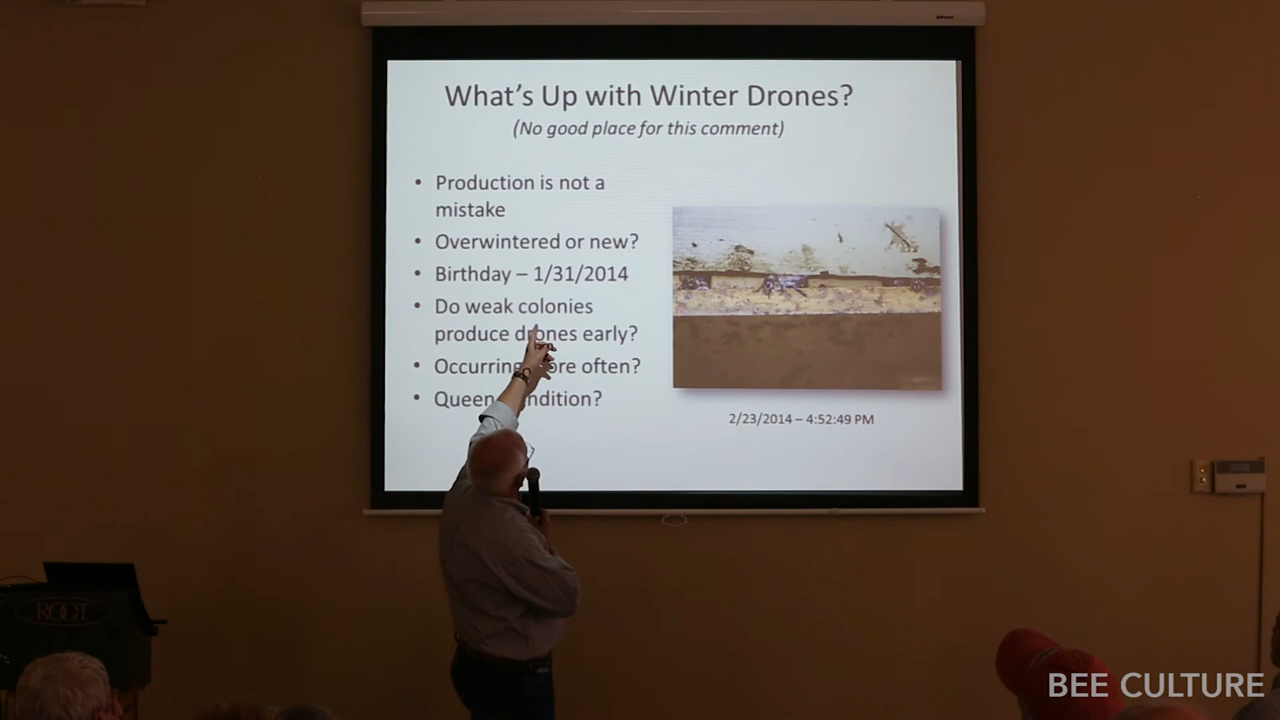 What's Up with Winter Drones?
(No good place for this comment)
• Production is not a
mistake
• Overwintered or new?
• Birthday – 1/31/2014
• Do weak colonies
produce drones early?
• Occurring more often?
• Queen condition?
2/23/2014 – 4:52:49 PM
ROOT
BEE CULTURE